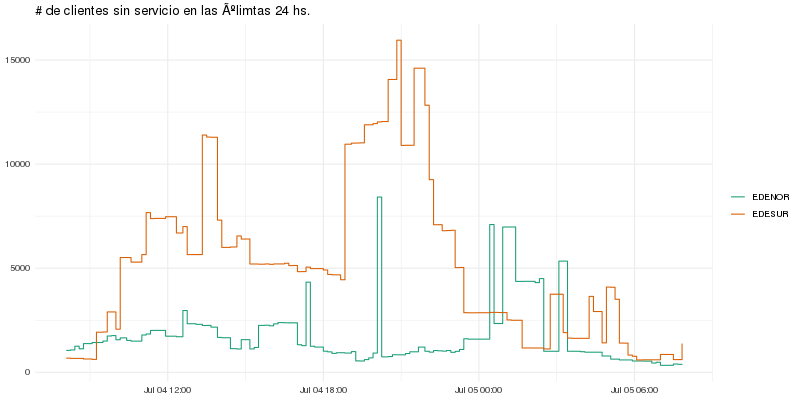 # de clientes sin servicio en las Ãºlimtas 24 hs.
15000
10000
5000
0
Jul 04 12:00
Jul 04 18:00
Jul 05 00:00
Jul 05 06:00
EDENOR
EDESUR